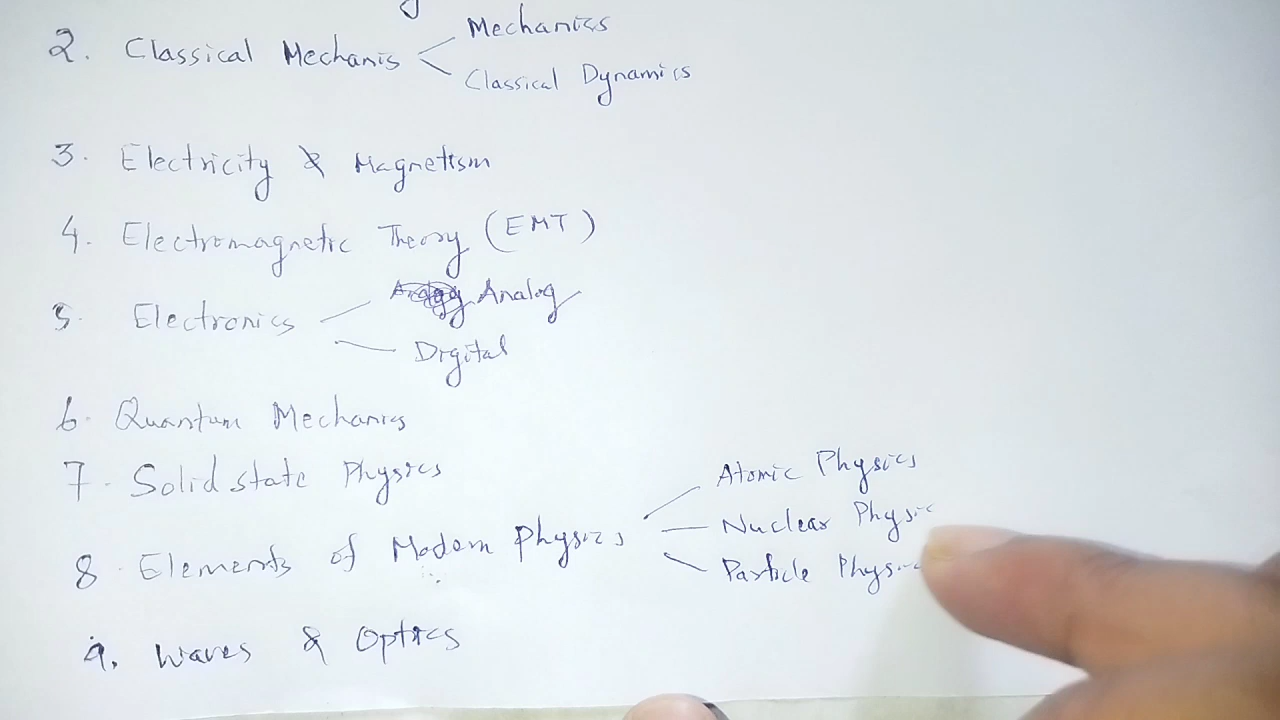 Mechanics
2. Classical Mechanis
Classical Dynamics
3. Electricity & Magnetism
4. Electromagnetic Theory (EMT)
Analog
5. Electronics
Digital
6. Quantum Mechanics
7. Solid state Physics
Atomic Physics
8. Elements of Modern Physics
Nuclear Physic
Particle Physic
9. Waves & Optics